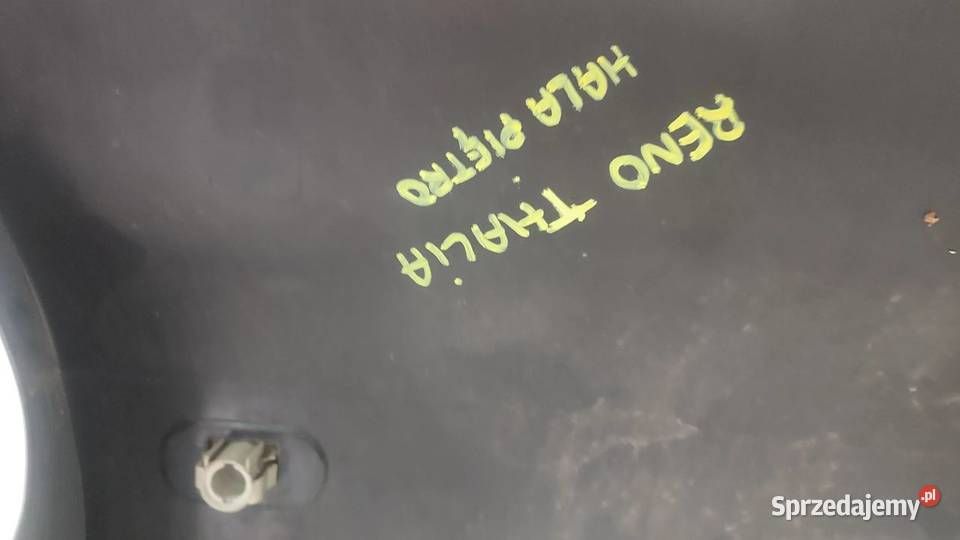 RENO THALiA
HALA PIĘTRO
Sprzedajemy.pl